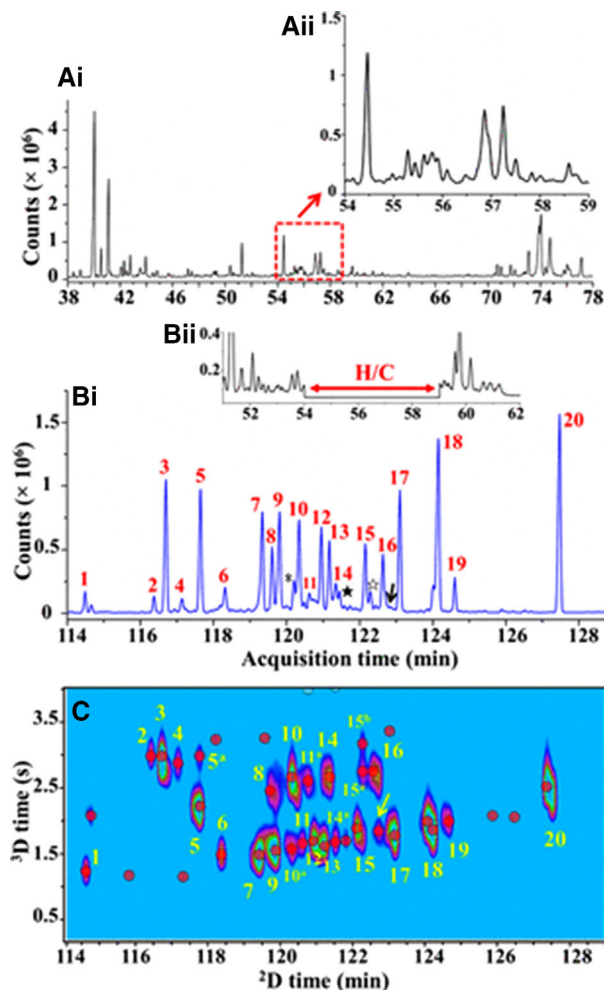 Aii
1.5
1
0.5
0
54 55 56 57 58 59
Ai
Counts (× 10⁶)
4
3
2
1
0
38 42 46 50 54 58 62 66 70 74 78
Bii
0.4
0.2
H/C
52 54 56 58 60 62
Bi
Counts (× 10⁶)
1.5
1
0.5
0
1 2 3 4 5 6 7 8 9 * 10 11 12 13 14 ★ 15 ☆ 16 17 18 19 20
114 116 118 120 122 124 126 128
Acquisition time (min)
C
³D time (s)
3.5
2.5
1.5
0.5
2 3 4 5ᵃ 10 14 15ᵇ 16
8 11ᵃ 15ᵃ
1 5 6 7 9 10ᵃ 11 12 13 14ᵃ 15 17 18 19 20
114 116 118 120 122 124 126 128
²D time (min)